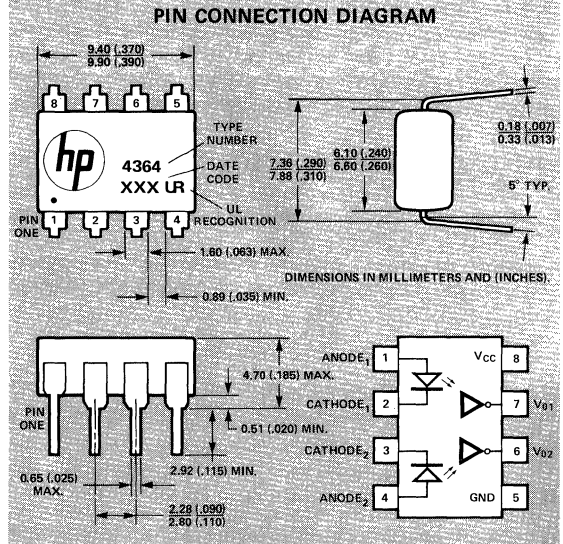 PIN CONNECTION DIAGRAM
9.40 (.370)
9.90 (.390)
8 7 6 5
hp
4364
XXX UR
TYPE
NUMBER
DATE
CODE
UL
RECOGNITION
PIN
ONE
1 2 3 4
1.60 (.063) MAX.
0.89 (.035) MIN.
7.36 (.290)
7.88 (.310)
6.10 (.240)
6.60 (.260)
0.18 (.007)
0.33 (.013)
5° TYP.
DIMENSIONS IN MILLIMETERS AND (INCHES).
PIN
ONE
4.70 (.185) MAX.
0.51 (.020) MIN.
2.92 (.115) MIN.
0.65 (.025)
MAX.
2.28 (.090)
2.80 (.110)
ANODE1 1 VCC 8
CATHODE1 2 7 V01
CATHODE2 3 6 V02
ANODE2 4 GND 5